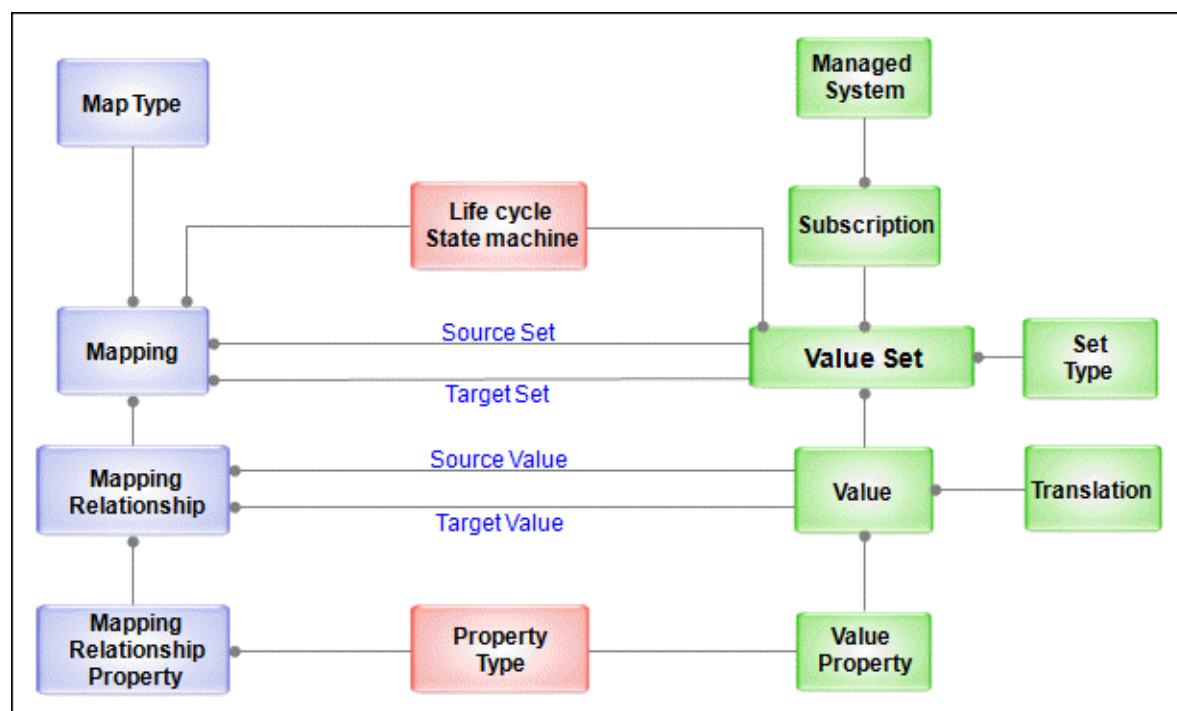 Map Type
Managed
System
Life cycle
State machine
Subscription
Mapping
Source Set
Target Set
Value Set
Set
Type
Mapping
Relationship
Source Value
Target Value
Value
Translation
Mapping
Relationship
Property
Property
Type
Value
Property